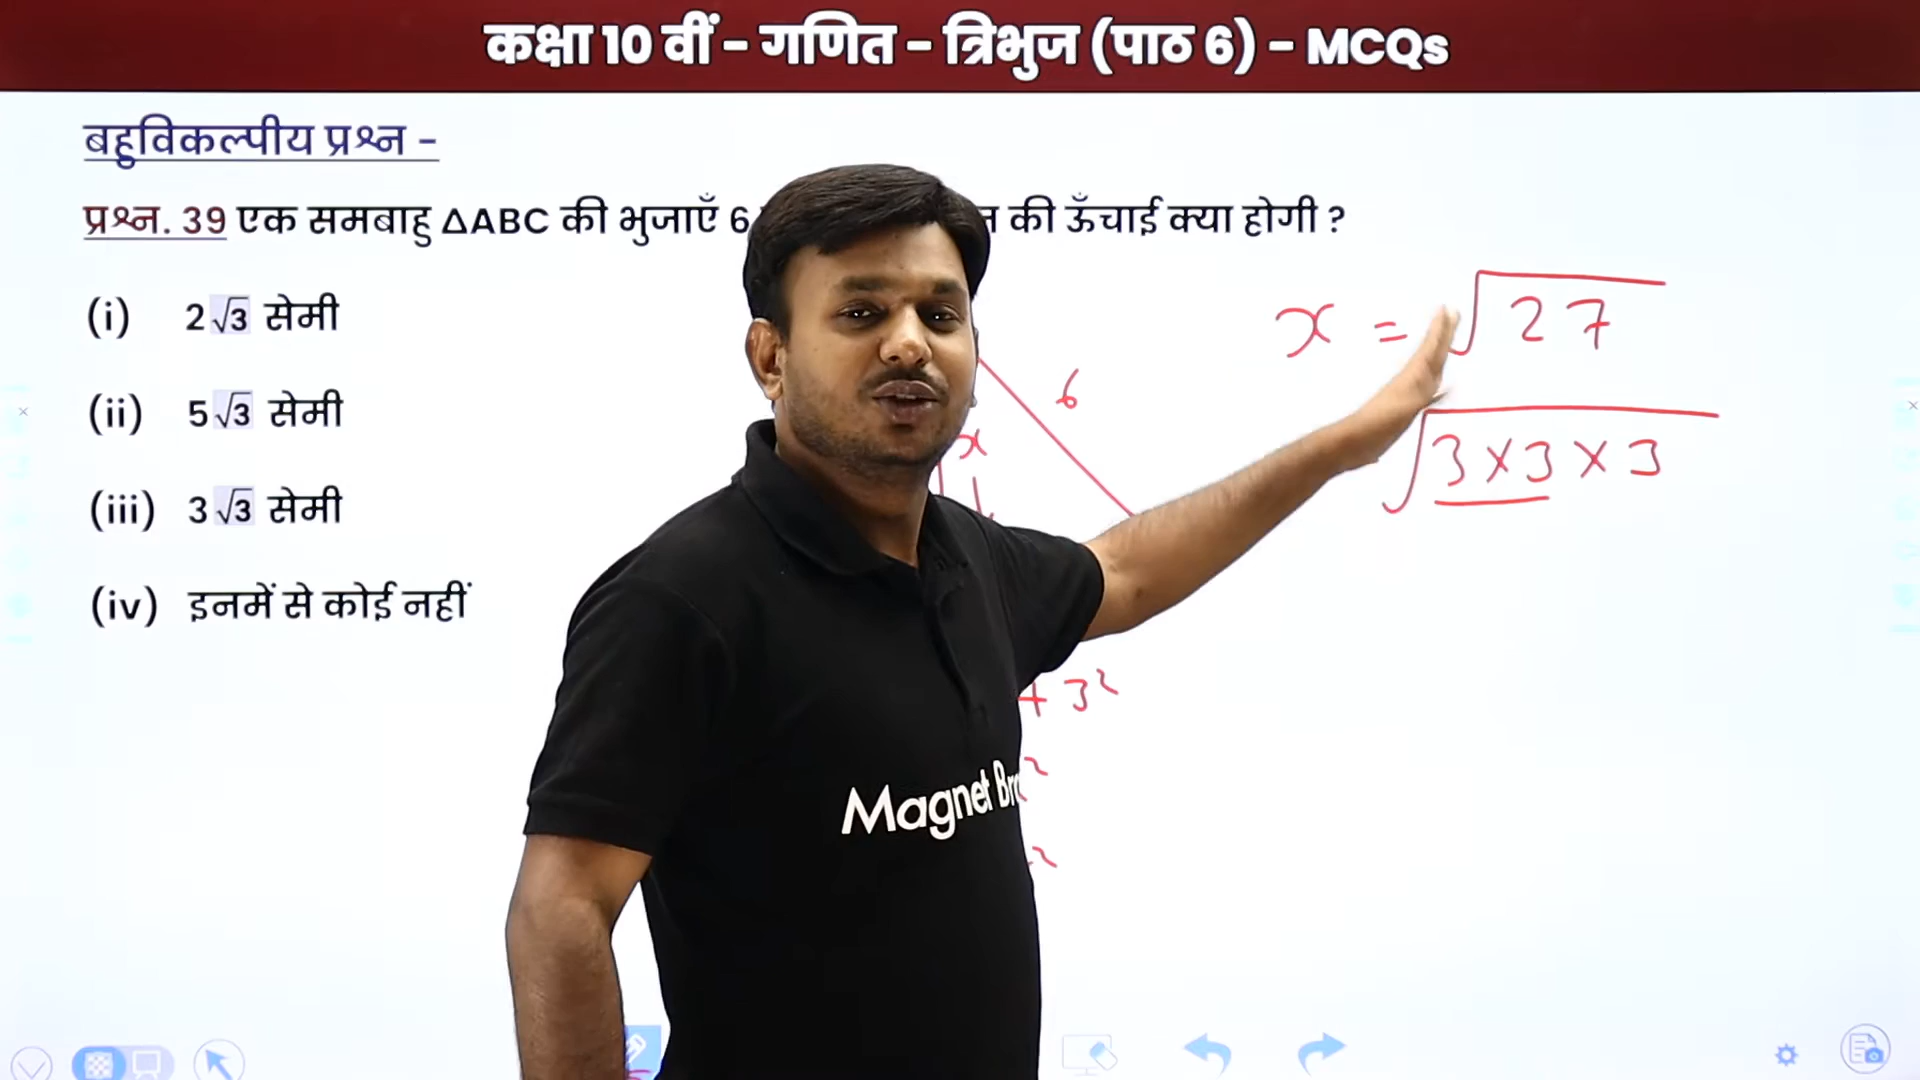 कक्षा 10 वीं - गणित - त्रिभुज (पाठ 6) - MCQs
बहुविकल्पीय प्रश्न -
प्रश्न. 39 एक समबाहु ΔABC की भुजाएँ 6 की ऊँचाई क्या होगी ?
(i) 2√3 सेमी
(ii) 5√3 सेमी
(iii) 3√3 सेमी
(iv) इनमें से कोई नहीं
6
x
x = √27
√3×3×3
+ 3²
Magnet